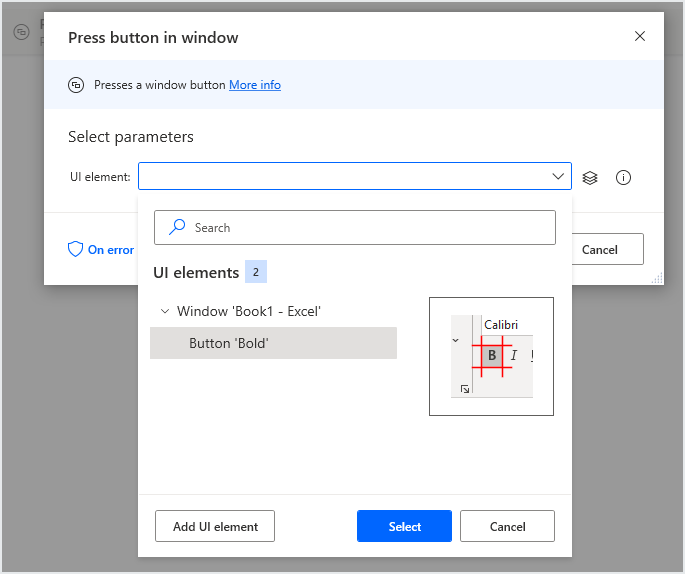 Press button in window
Presses a window button More info
Select parameters
UI element:
Search
UI elements 2
Window 'Book1 - Excel'
Button 'Bold'
Calibri
B I
On error
Cancel
Add UI element
Select
Cancel